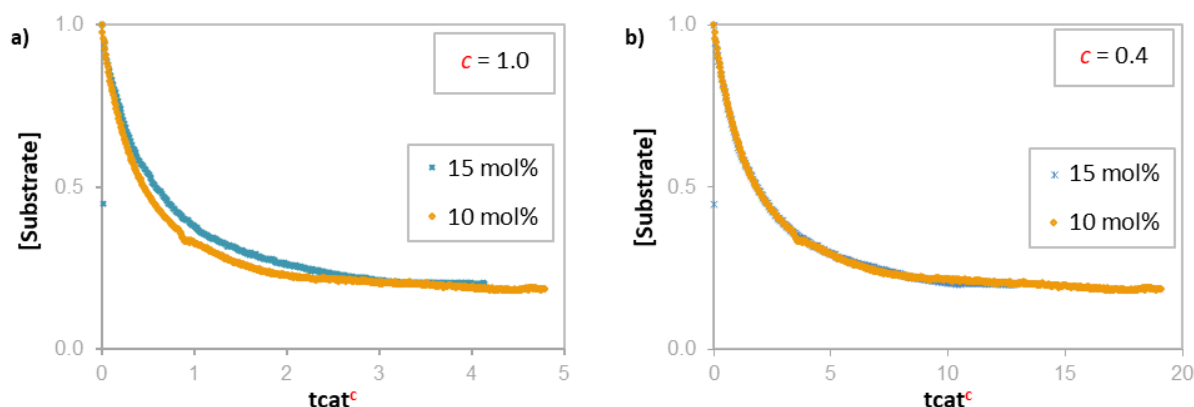 a)
[Substrate]
1.0
0.5
0.0
c = 1.0
15 mol%
10 mol%
0 1 2 3 4 5
tcatᶜ
b)
[Substrate]
1.0
0.5
0.0
c = 0.4
15 mol%
10 mol%
0 5 10 15 20
tcatᶜ